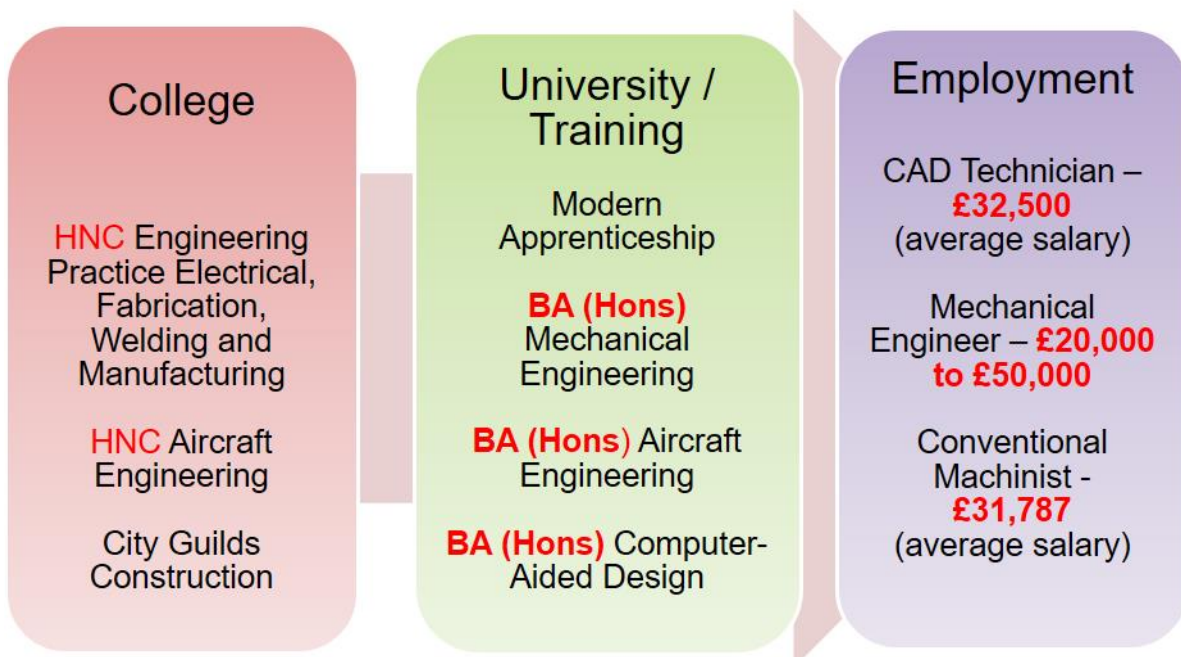 College
HNC Engineering
Practice Electrical,
Fabrication,
Welding and
Manufacturing
HNC Aircraft
Engineering
City Guilds
Construction
University /
Training
Modern
Apprenticeship
BA (Hons)
Mechanical
Engineering
BA (Hons) Aircraft
Engineering
BA (Hons) Computer-
Aided Design
Employment
CAD Technician –
£32,500
(average salary)
Mechanical
Engineer – £20,000
to £50,000
Conventional
Machinist -
£31,787
(average salary)